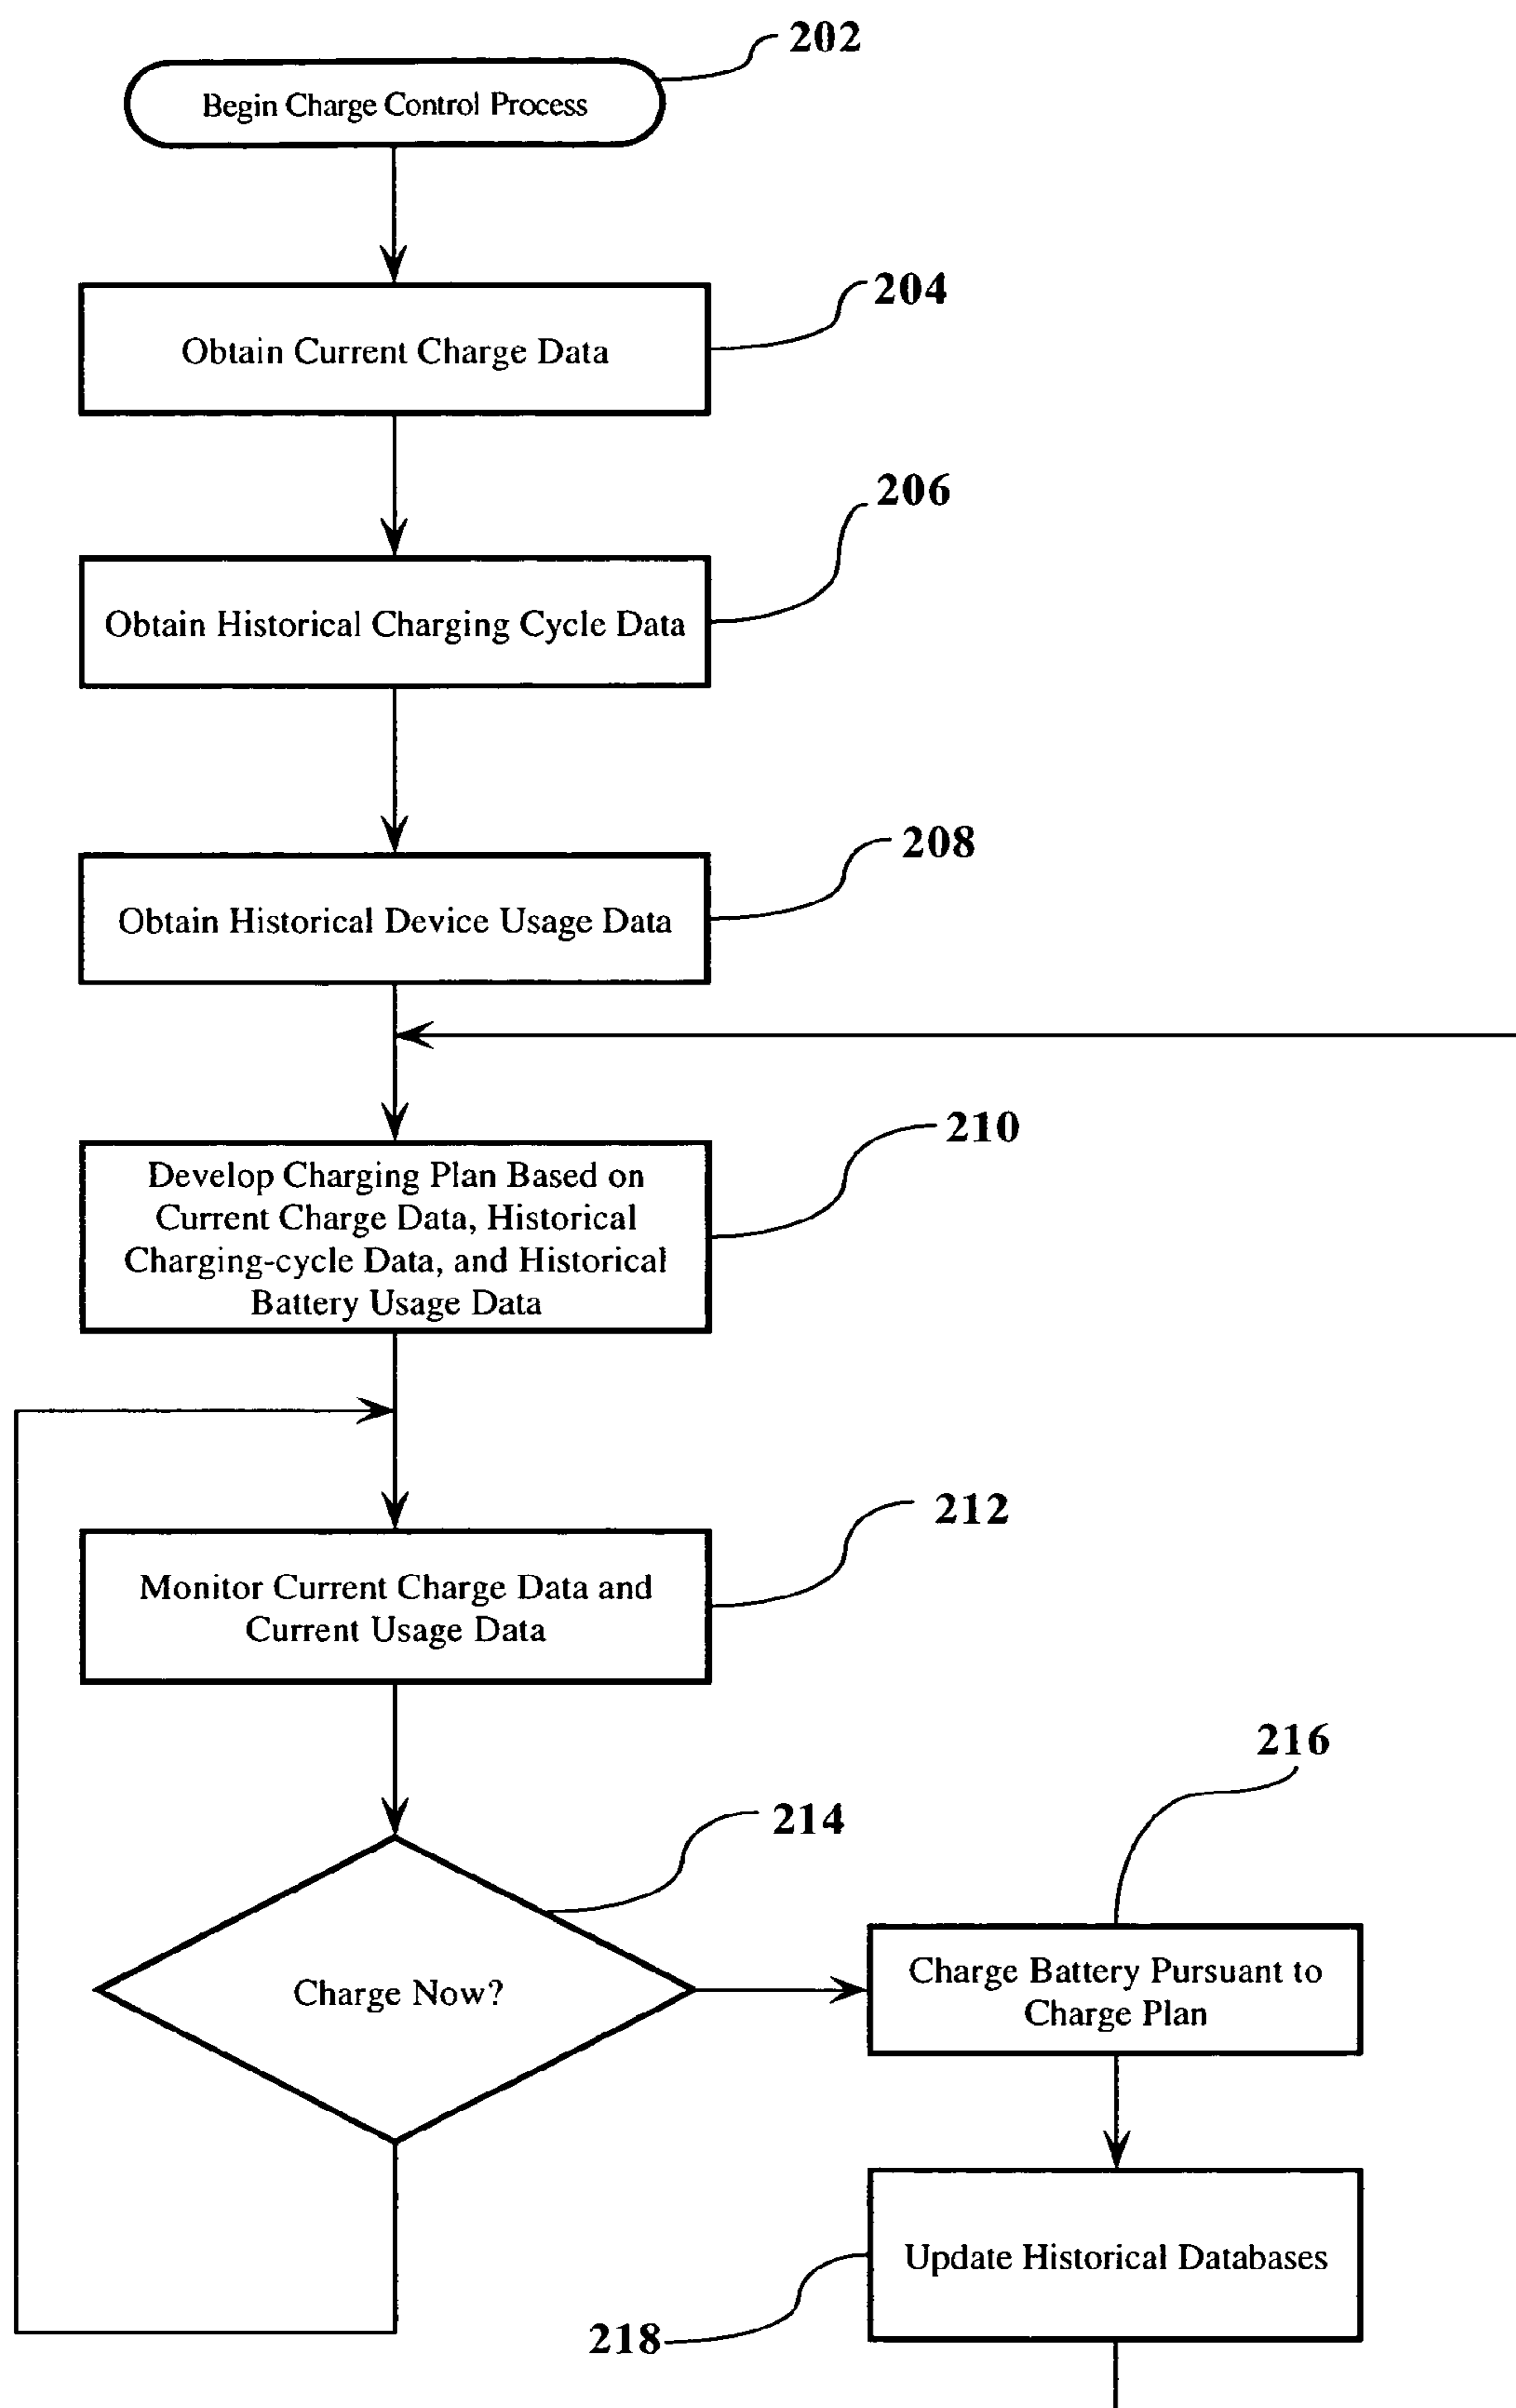 202
Begin Charge Control Process
204
Obtain Current Charge Data
206
Obtain Historical Charging Cycle Data
208
Obtain Historical Device Usage Data
210
Develop Charging Plan Based on
Current Charge Data, Historical
Charging-cycle Data, and Historical
Battery Usage Data
212
Monitor Current Charge Data and
Current Usage Data
214
Charge Now?
216
Charge Battery Pursuant to
Charge Plan
Update Historical Databases
218